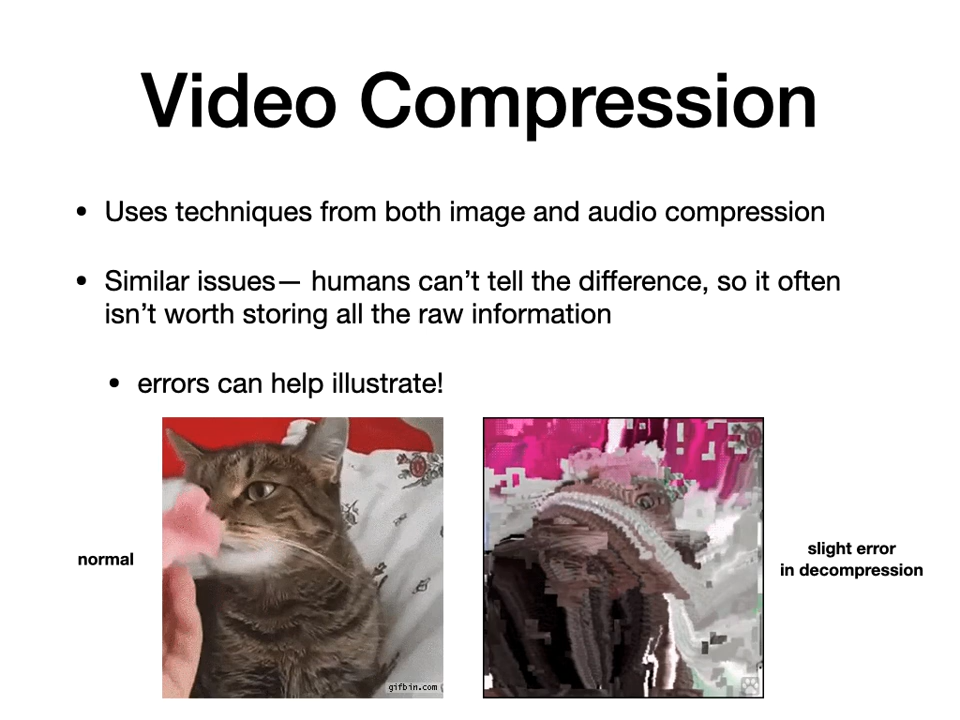 Video Compression
• Uses techniques from both image and audio compression
• Similar issues— humans can’t tell the difference, so it often
isn’t worth storing all the raw information
• errors can help illustrate!
normal
gifbin.com
slight error
in decompression